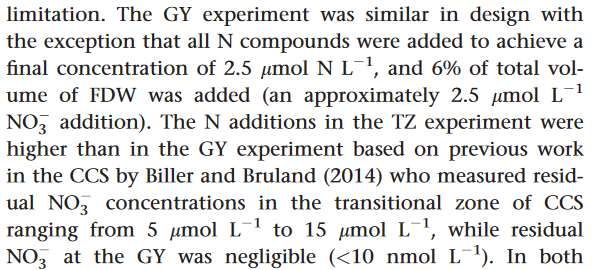 limitation. The GY experiment was similar in design with
the exception that all N compounds were added to achieve a
final concentration of 2.5 μmol N L⁻¹, and 6% of total vol-
ume of FDW was added (an approximately 2.5 μmol L⁻¹
NO₃⁻ addition). The N additions in the TZ experiment were
higher than in the GY experiment based on previous work
in the CCS by Biller and Bruland (2014) who measured resid-
ual NO₃⁻ concentrations in the transitional zone of CCS
ranging from 5 μmol L⁻¹ to 15 μmol L⁻¹, while residual
NO₃⁻ at the GY was negligible (<10 nmol L⁻¹). In both